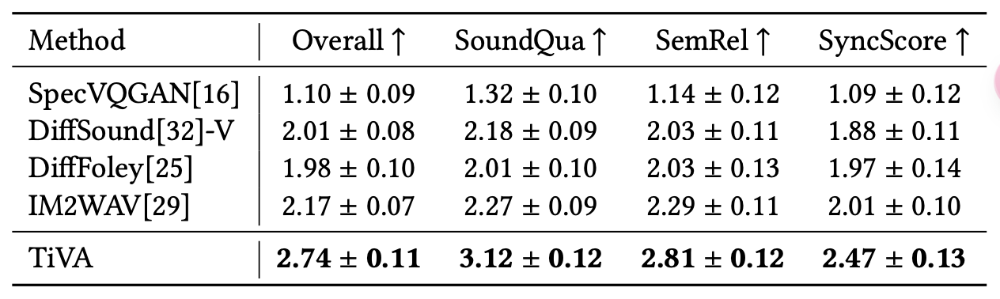 Method Overall ↑ SoundQua ↑ SemRel ↑ SyncScore ↑
SpecVQGAN[16] 1.10 ± 0.09 1.32 ± 0.10 1.14 ± 0.12 1.09 ± 0.12
DiffSound[32]-V 2.01 ± 0.08 2.18 ± 0.09 2.03 ± 0.11 1.88 ± 0.11
DiffFoley[25] 1.98 ± 0.10 2.01 ± 0.10 2.03 ± 0.13 1.97 ± 0.14
IM2WAV[29] 2.17 ± 0.07 2.27 ± 0.09 2.29 ± 0.11 2.01 ± 0.10
TiVA 2.74 ± 0.11 3.12 ± 0.12 2.81 ± 0.12 2.47 ± 0.13